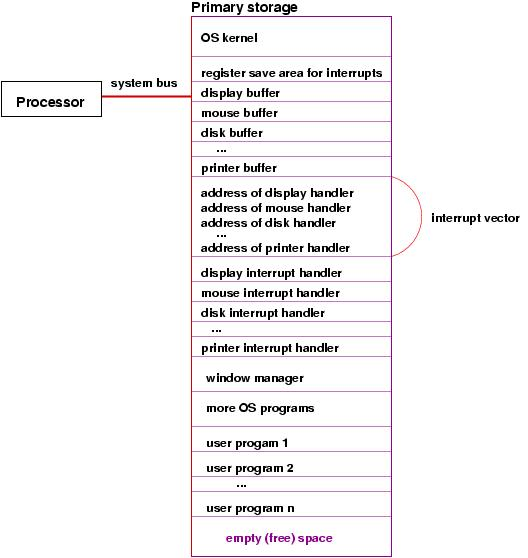 Primary storage
OS kernel
system bus
register save area for interrupts
Processor
display buffer
mouse buffer
disk buffer
...
printer buffer
address of display handler
address of mouse handler
address of disk handler
...
address of printer handler
interrupt vector
display interrupt handler
mouse interrupt handler
disk interrupt handler
...
printer interrupt handler
window manager
more OS programs
user progam 1
user program 2
...
user program n
empty (free) space